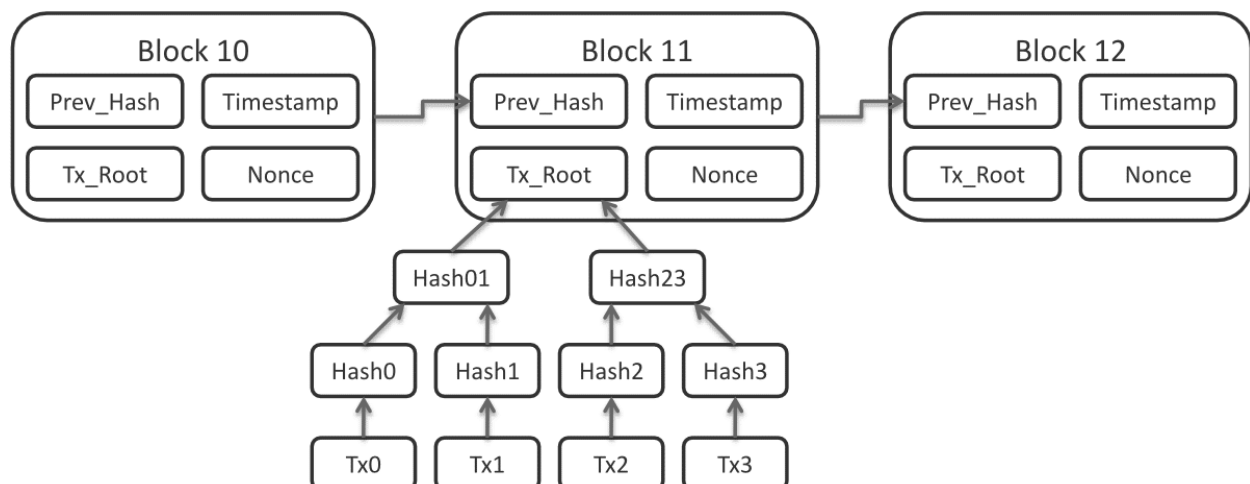 Block 10
Prev_Hash Timestamp
Tx_Root Nonce
Block 11
Prev_Hash Timestamp
Tx_Root Nonce
Block 12
Prev_Hash Timestamp
Tx_Root Nonce
Hash01 Hash23
Hash0 Hash1 Hash2 Hash3
Tx0 Tx1 Tx2 Tx3